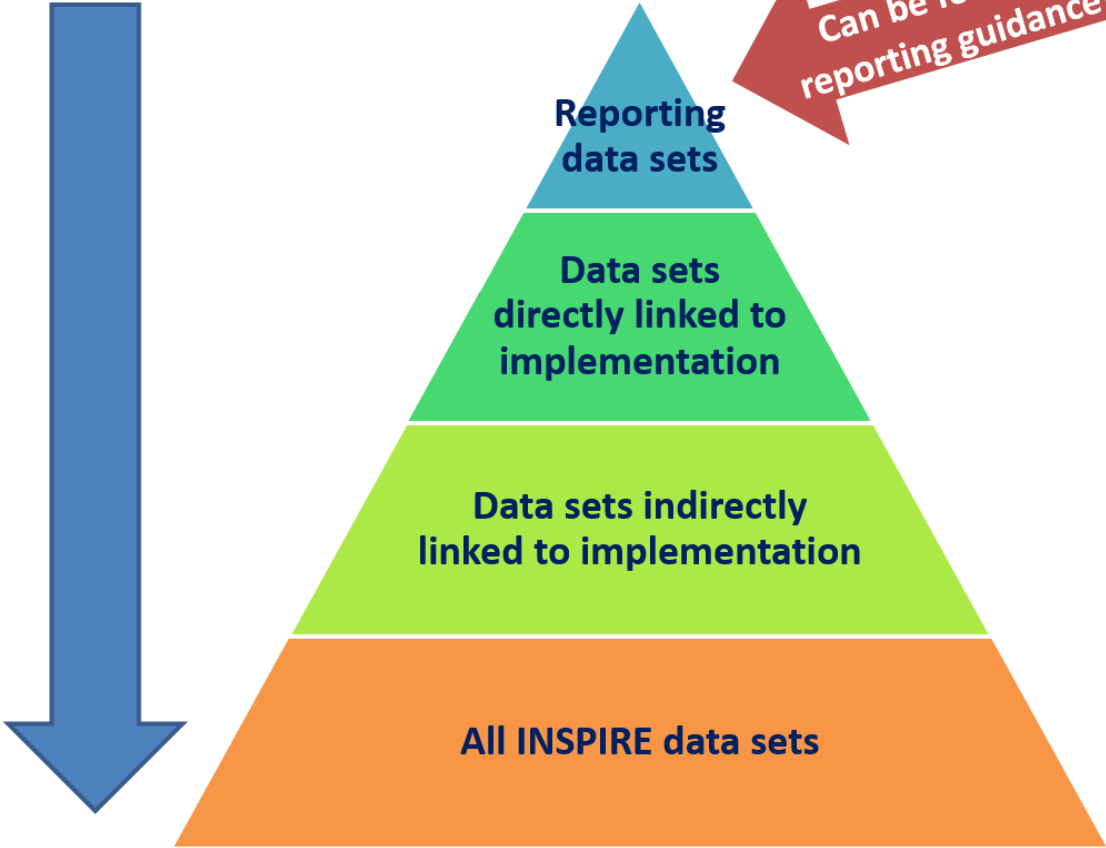 Can be
reporting guidance
Reporting
data sets
Data sets
directly linked to
implementation
Data sets indirectly
linked to implementation
All INSPIRE data sets